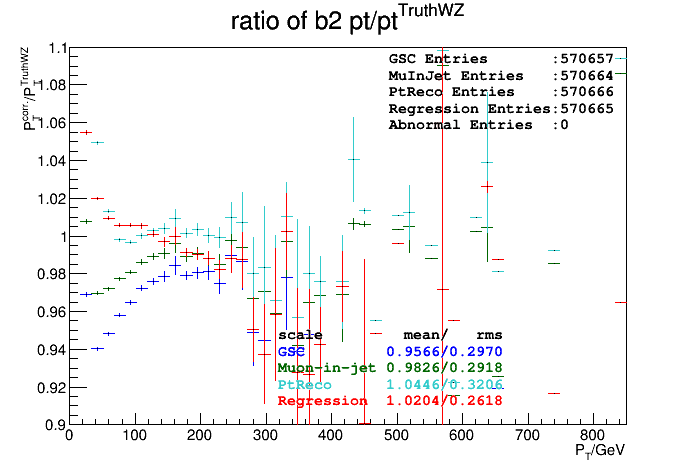 ratio of b2 pt/pt^TruthWZ
P_T^corr./P_T^TruthWZ
1.1
1.08
1.06
1.04
1.02
1
0.98
0.96
0.94
0.92
0.9
GSC Entries :570657
MuInJet Entries :570664
PtReco Entries :570666
Regression Entries:570665
Abnormal Entries :0
scale mean/ rms
GSC 0.9566/0.2970
Muon-in-jet 0.9826/0.2918
PtReco 1.0446/0.3206
Regression 1.0204/0.2618
0 100 200 300 400 500 600 700 800
P_T/GeV